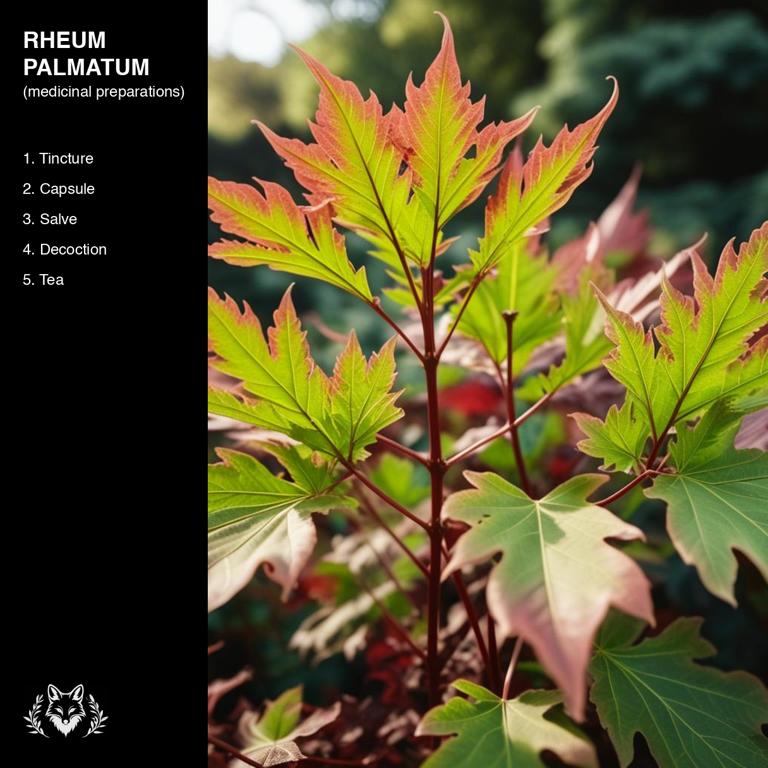 RHEUM
PALMATUM
(medicinal preparations)
1. Tincture
2. Capsule
3. Salve
4. Decoction
5. Tea